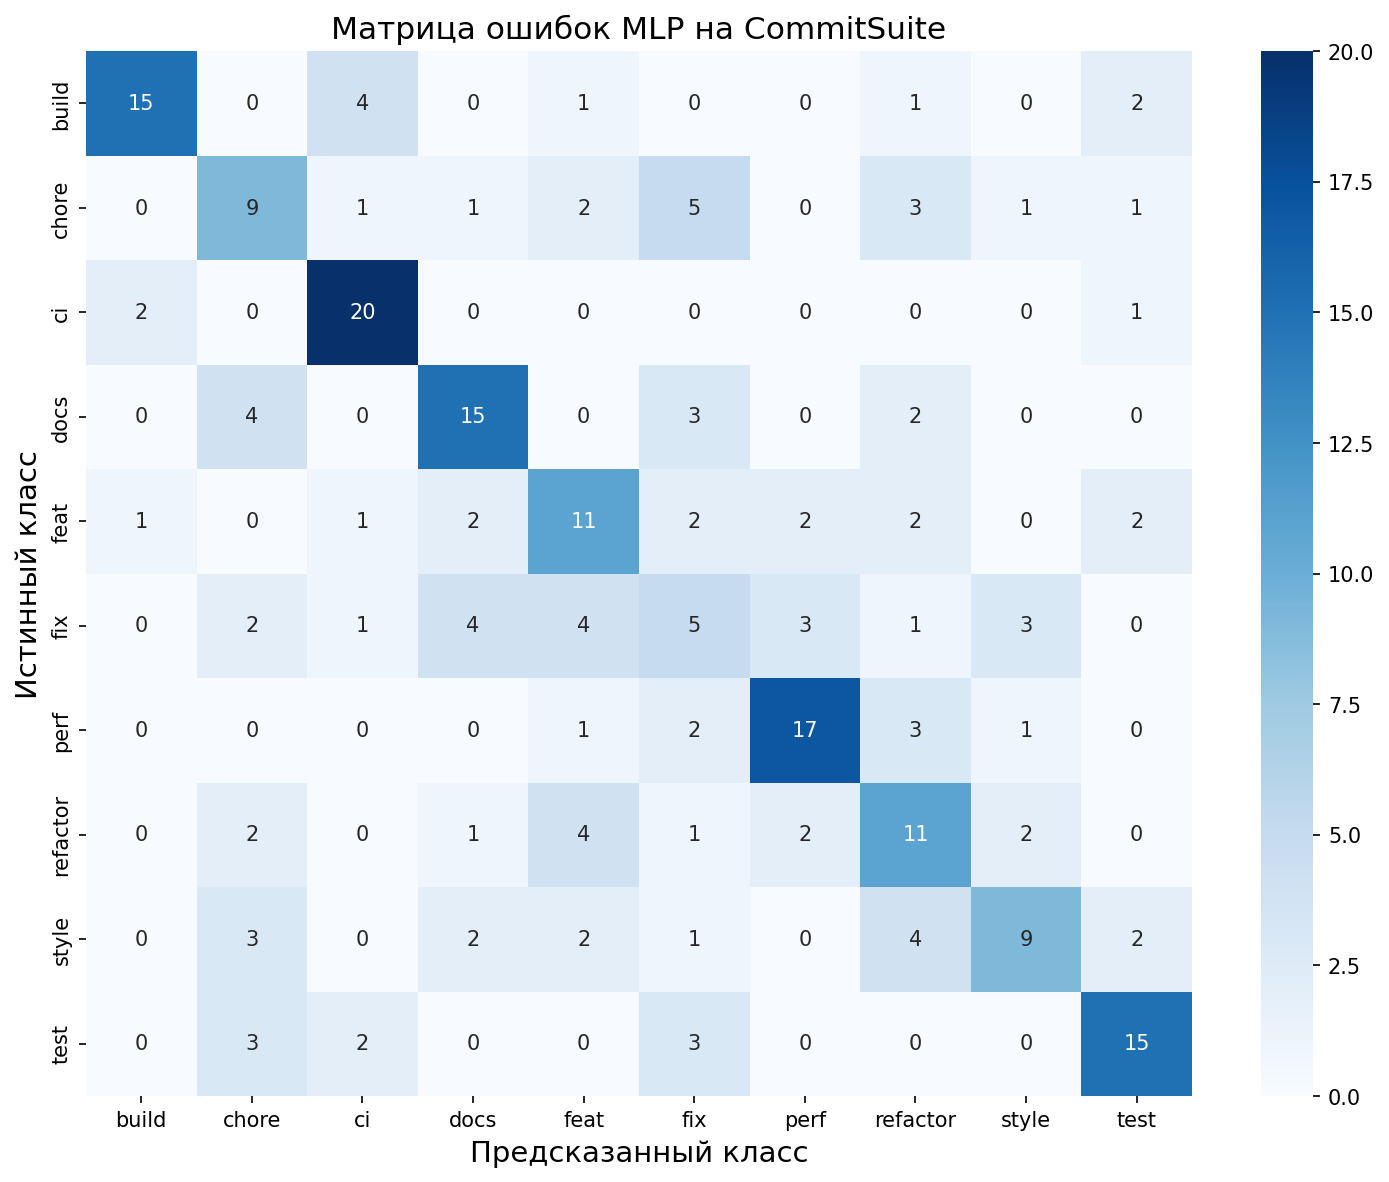 Матрица ошибок MLP на CommitSuite
build 15 0 4 0 1 0 0 1 0 2
chore 0 9 1 1 2 5 0 3 1 1
ci 2 0 20 0 0 0 0 0 0 1
docs 0 4 0 15 0 3 0 2 0 0
feat 1 0 1 2 11 2 2 2 0 2
fix 0 2 1 4 4 5 3 1 3 0
perf 0 0 0 0 1 2 17 3 1 0
refactor 0 2 0 1 4 1 2 11 2 0
style 0 3 0 2 2 1 0 4 9 2
test 0 3 2 0 0 3 0 0 0 15
build chore ci docs feat fix perf refactor style test
Предсказанный класс
Истинный класс
20.0
17.5
15.0
12.5
10.0
7.5
5.0
2.5
0.0